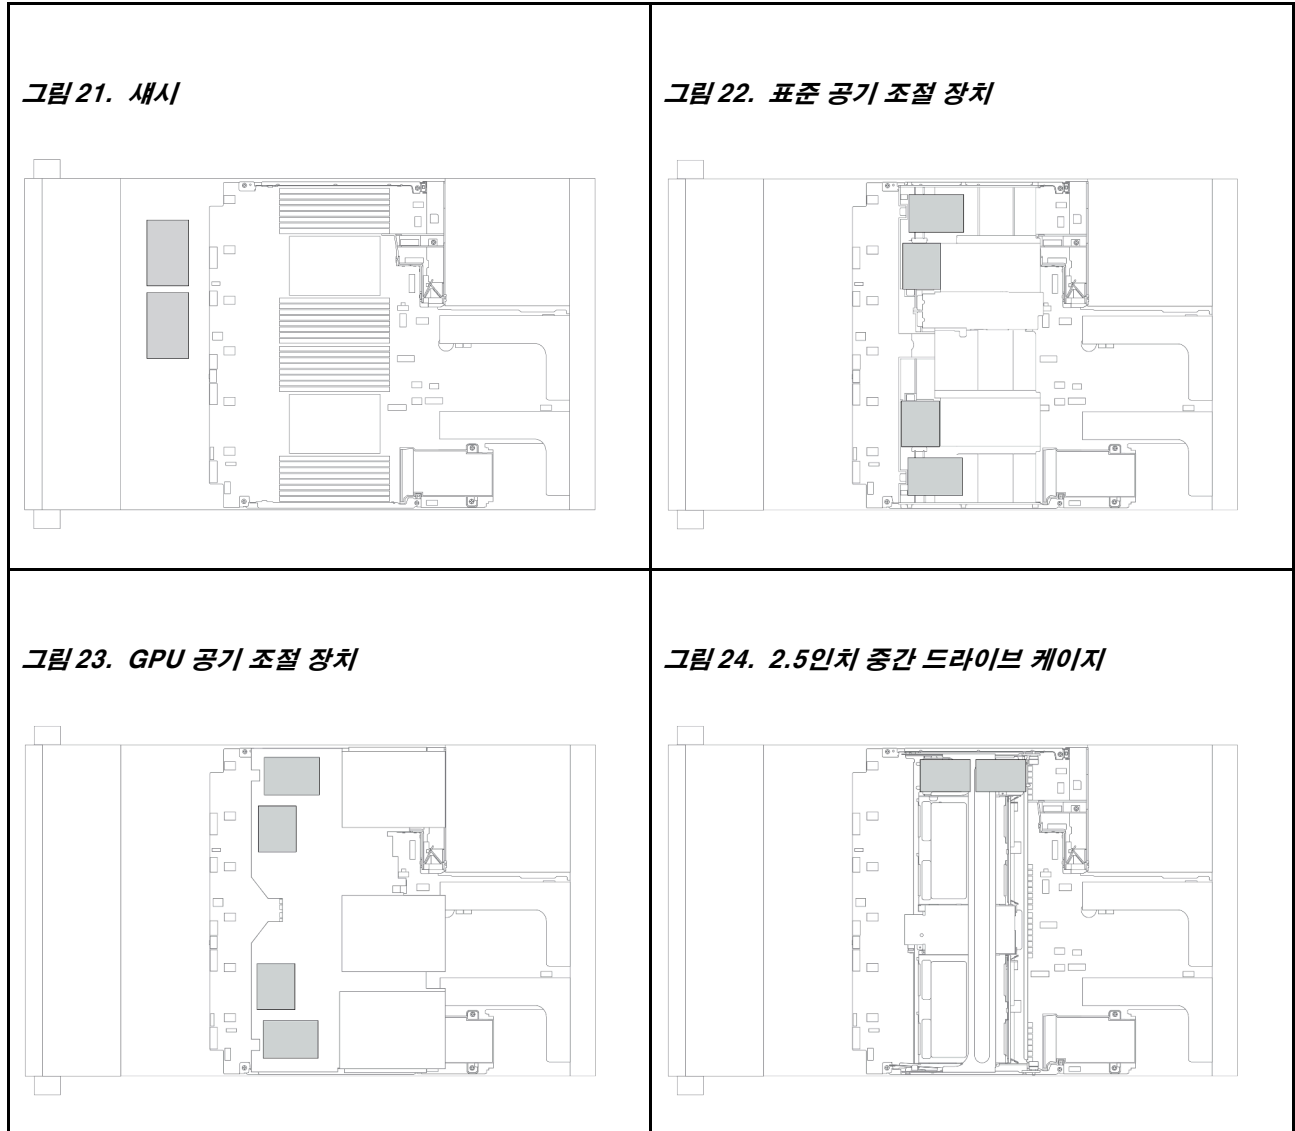 그림 21. 섀시
그림 22. 표준 공기 조절 장치
그림 23. GPU 공기 조절 장치
그림 24. 2.5인치 중간 드라이브 케이지